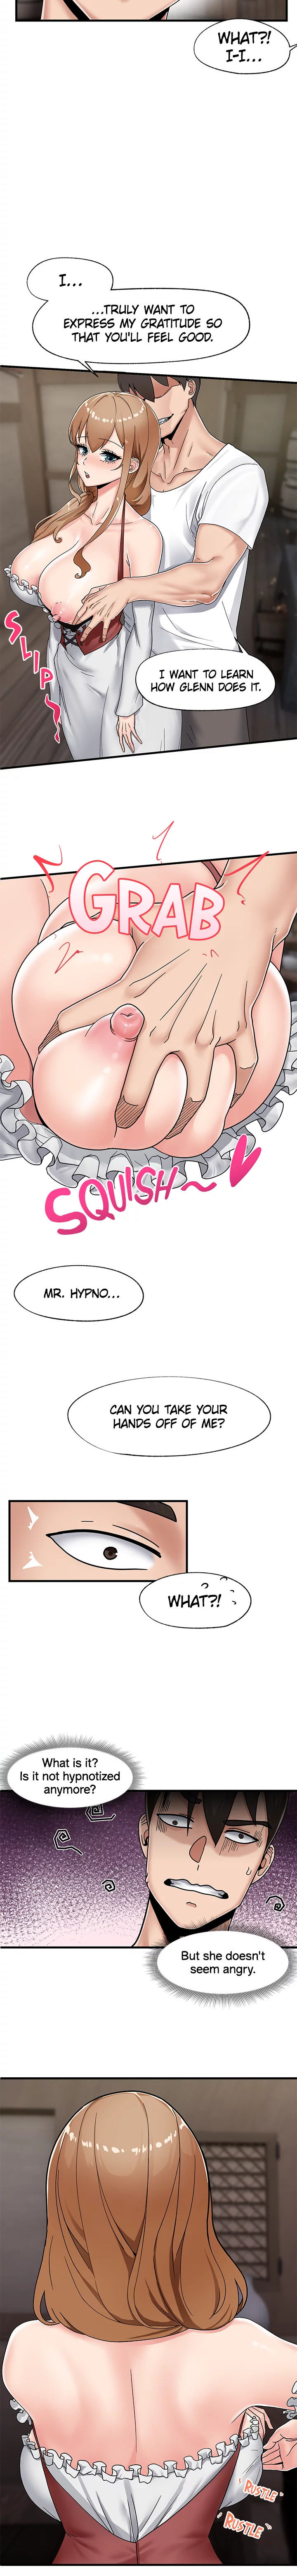 WHAT?!
I-I...
I...
...TRULY WANT TO
EXPRESS MY GRATITUDE SO
THAT YOU'LL FEEL GOOD.
SLIP~
I WANT TO LEARN
HOW GLENN DOES IT.
GRAB
SQUISH~
MR. HYPNO...
CAN YOU TAKE YOUR
HANDS OFF OF ME?
WHAT?!
What is it?
Is it not hypnotized
anymore?
But she doesn't
seem angry.
RUSTLE
RUSTLE